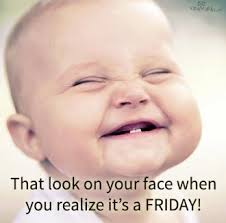 That look on your face when
you realize it's a FRIDAY!